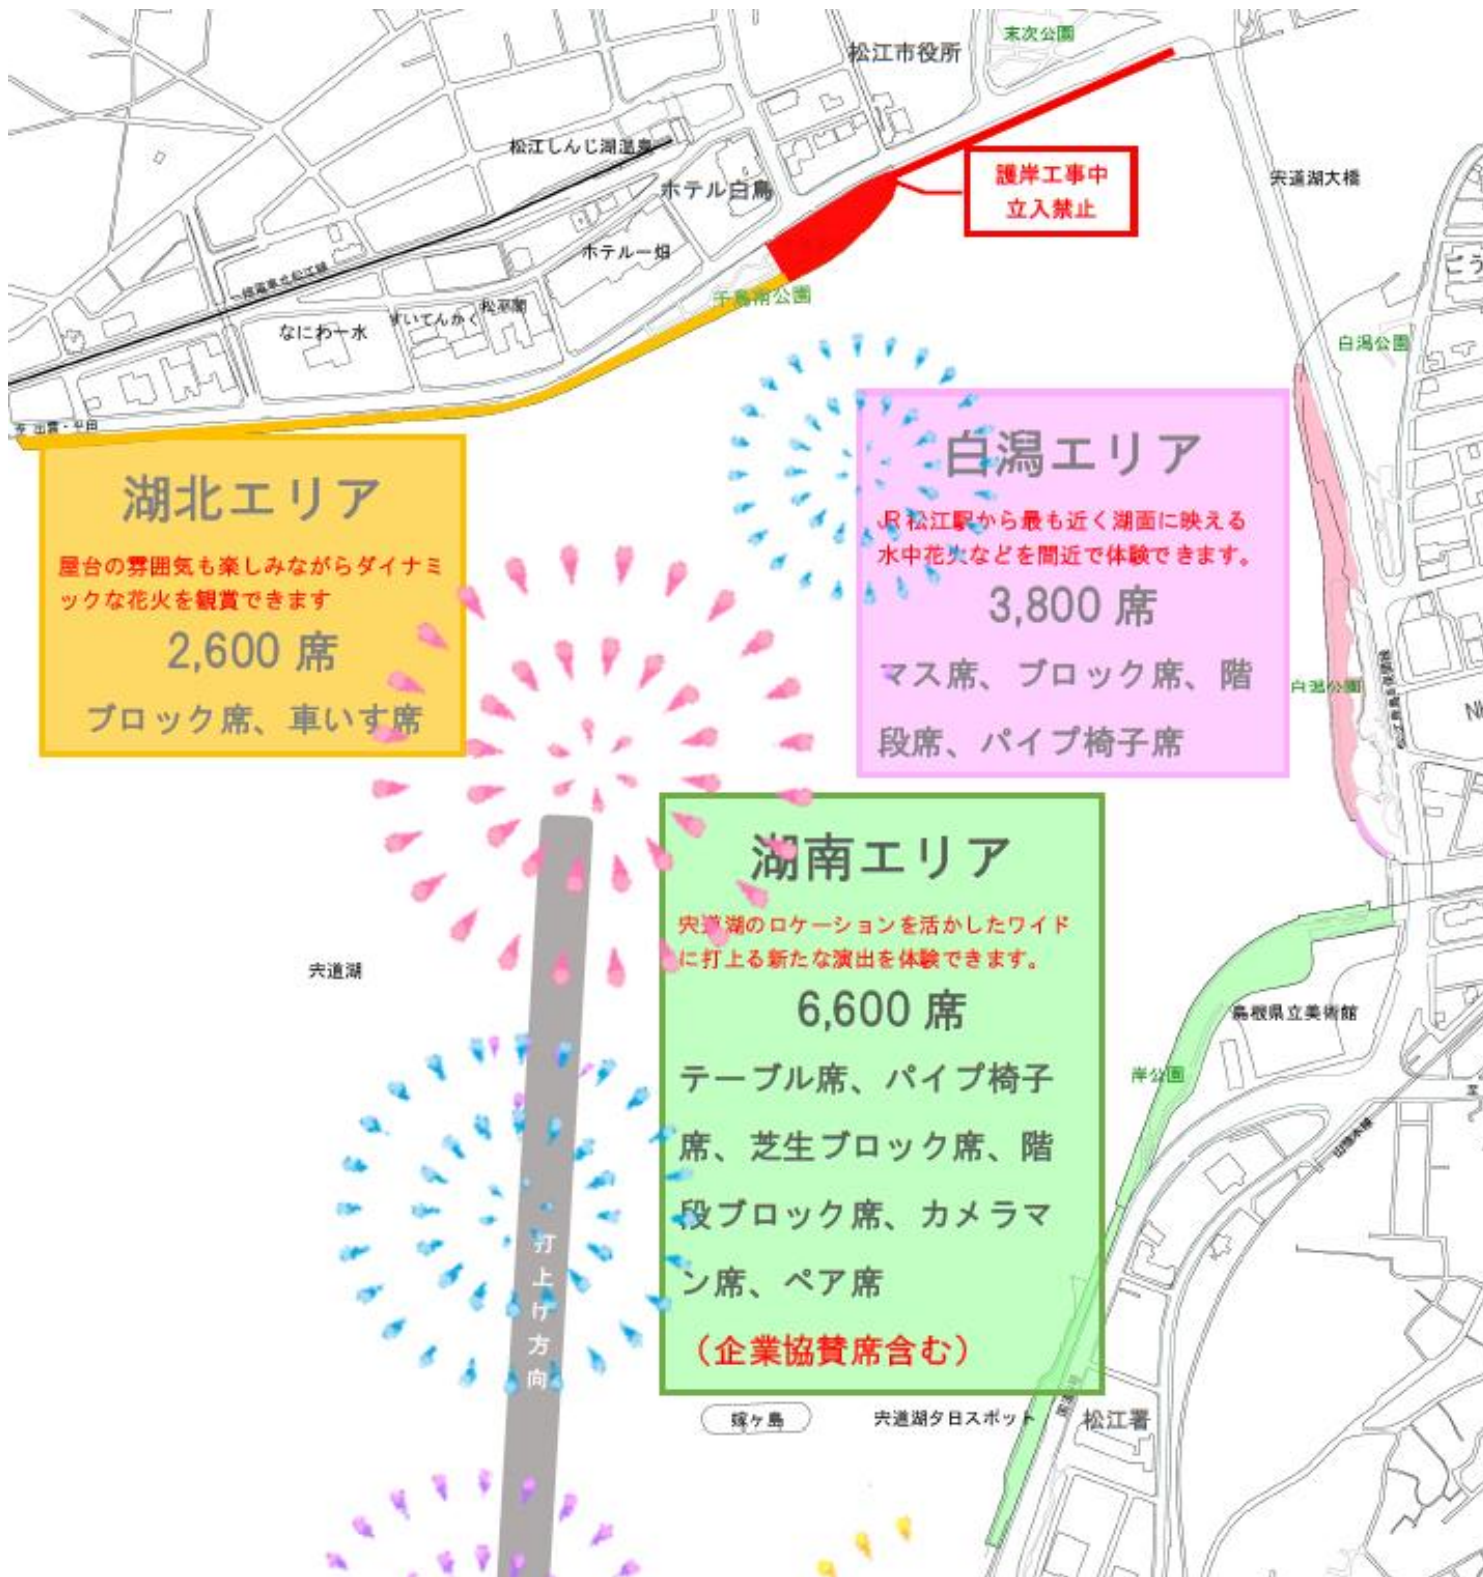 末次公園
松江市役所
松江しんじ湖温泉
ホテル白鳥
護岸工事中
立入禁止
宍道湖大橋
ホテル一畑
千鳥南公園
なにわ一水
すいてんかく
松平閣
白潟公園
至 出雲・平田
湖北エリア
屋台の雰囲気も楽しみながらダイナミ
ックな花火を観賞できます
2,600 席
ブロック席、車いす席
白潟エリア
JR松江駅から最も近く湖面に映える
水中花火などを間近で体験できます。
3,800 席
マス席、ブロック席、階
段席、パイプ椅子席
白潟公園
湖南エリア
宍道湖のロケーションを活かしたワイド
に打上る新たな演出を体験できます。
6,600 席
テーブル席、パイプ椅子
席、芝生ブロック席、階
段ブロック席、カメラマ
ン席、ペア席
（企業協賛席含む）
宍道湖
島根県立美術館
岸公園
山陰本線
打上げ方向
嫁ヶ島
宍道湖夕日スポット
松江署